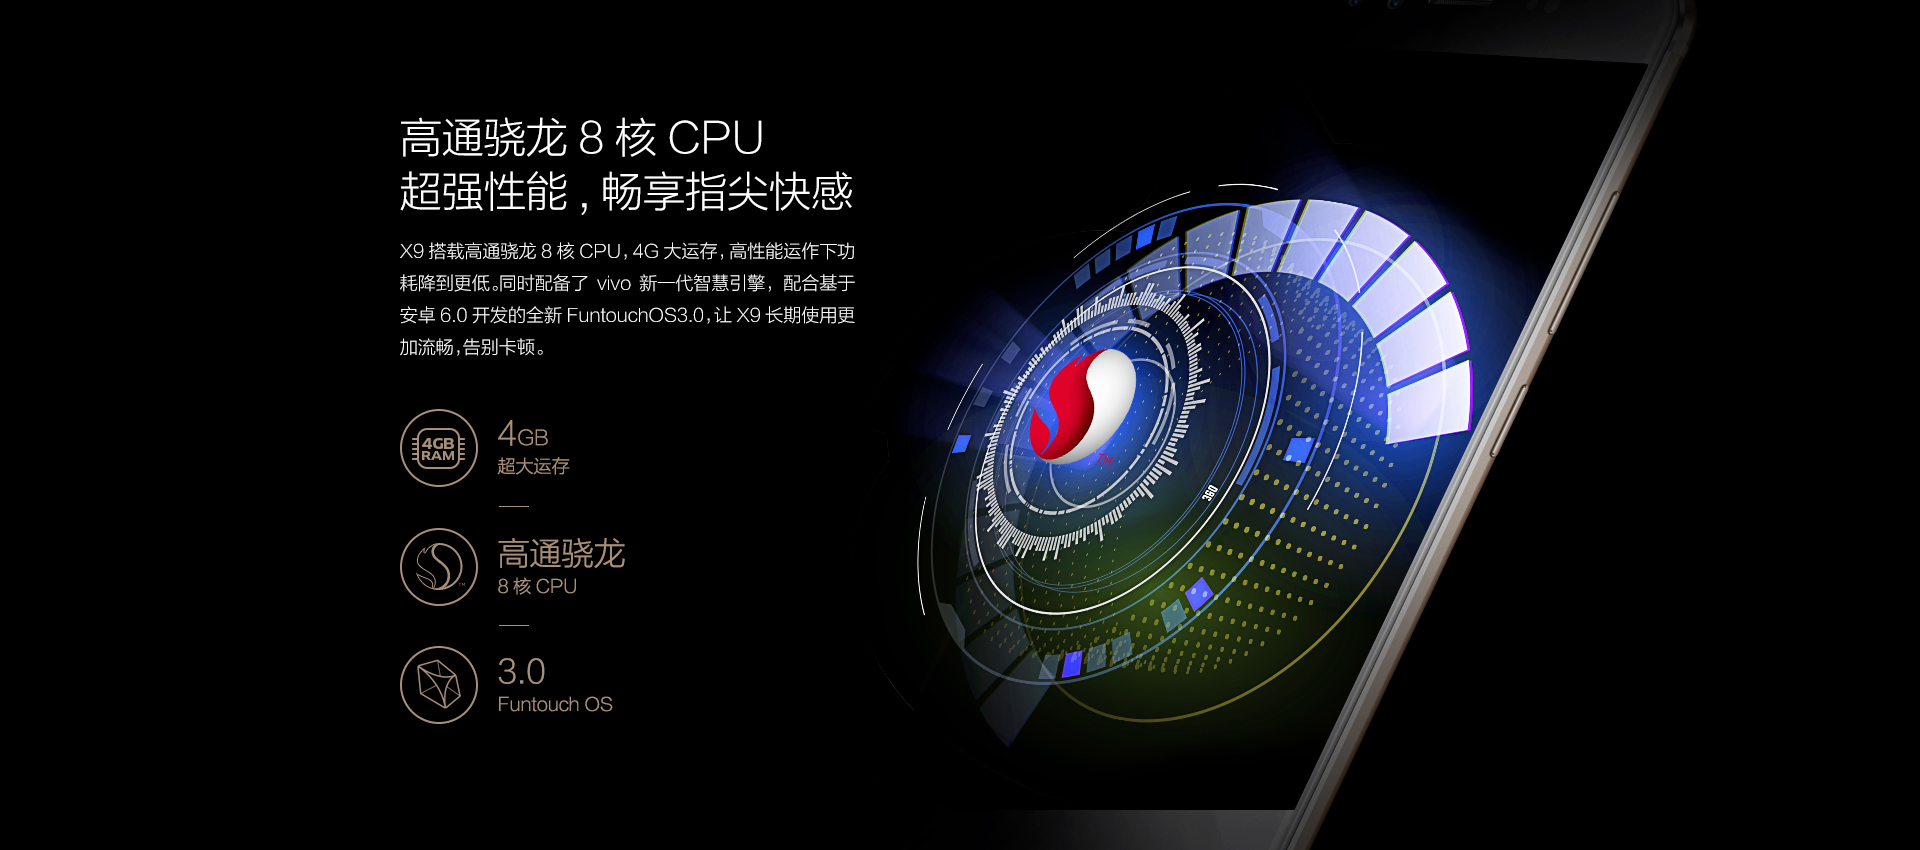 高通骁龙 8 核 CPU
超强性能，畅享指尖快感
X9 搭载高通骁龙 8 核 CPU，4G 大运存，高性能运作下功
耗降到更低。同时配备了 vivo 新一代智慧引擎，配合基于
安卓 6.0 开发的全新 FuntouchOS3.0，让 X9 长期使用更
加流畅，告别卡顿。
4GB
RAM
4GB
超大运存
高通骁龙
8 核 CPU
3.0
Funtouch OS
TM
360